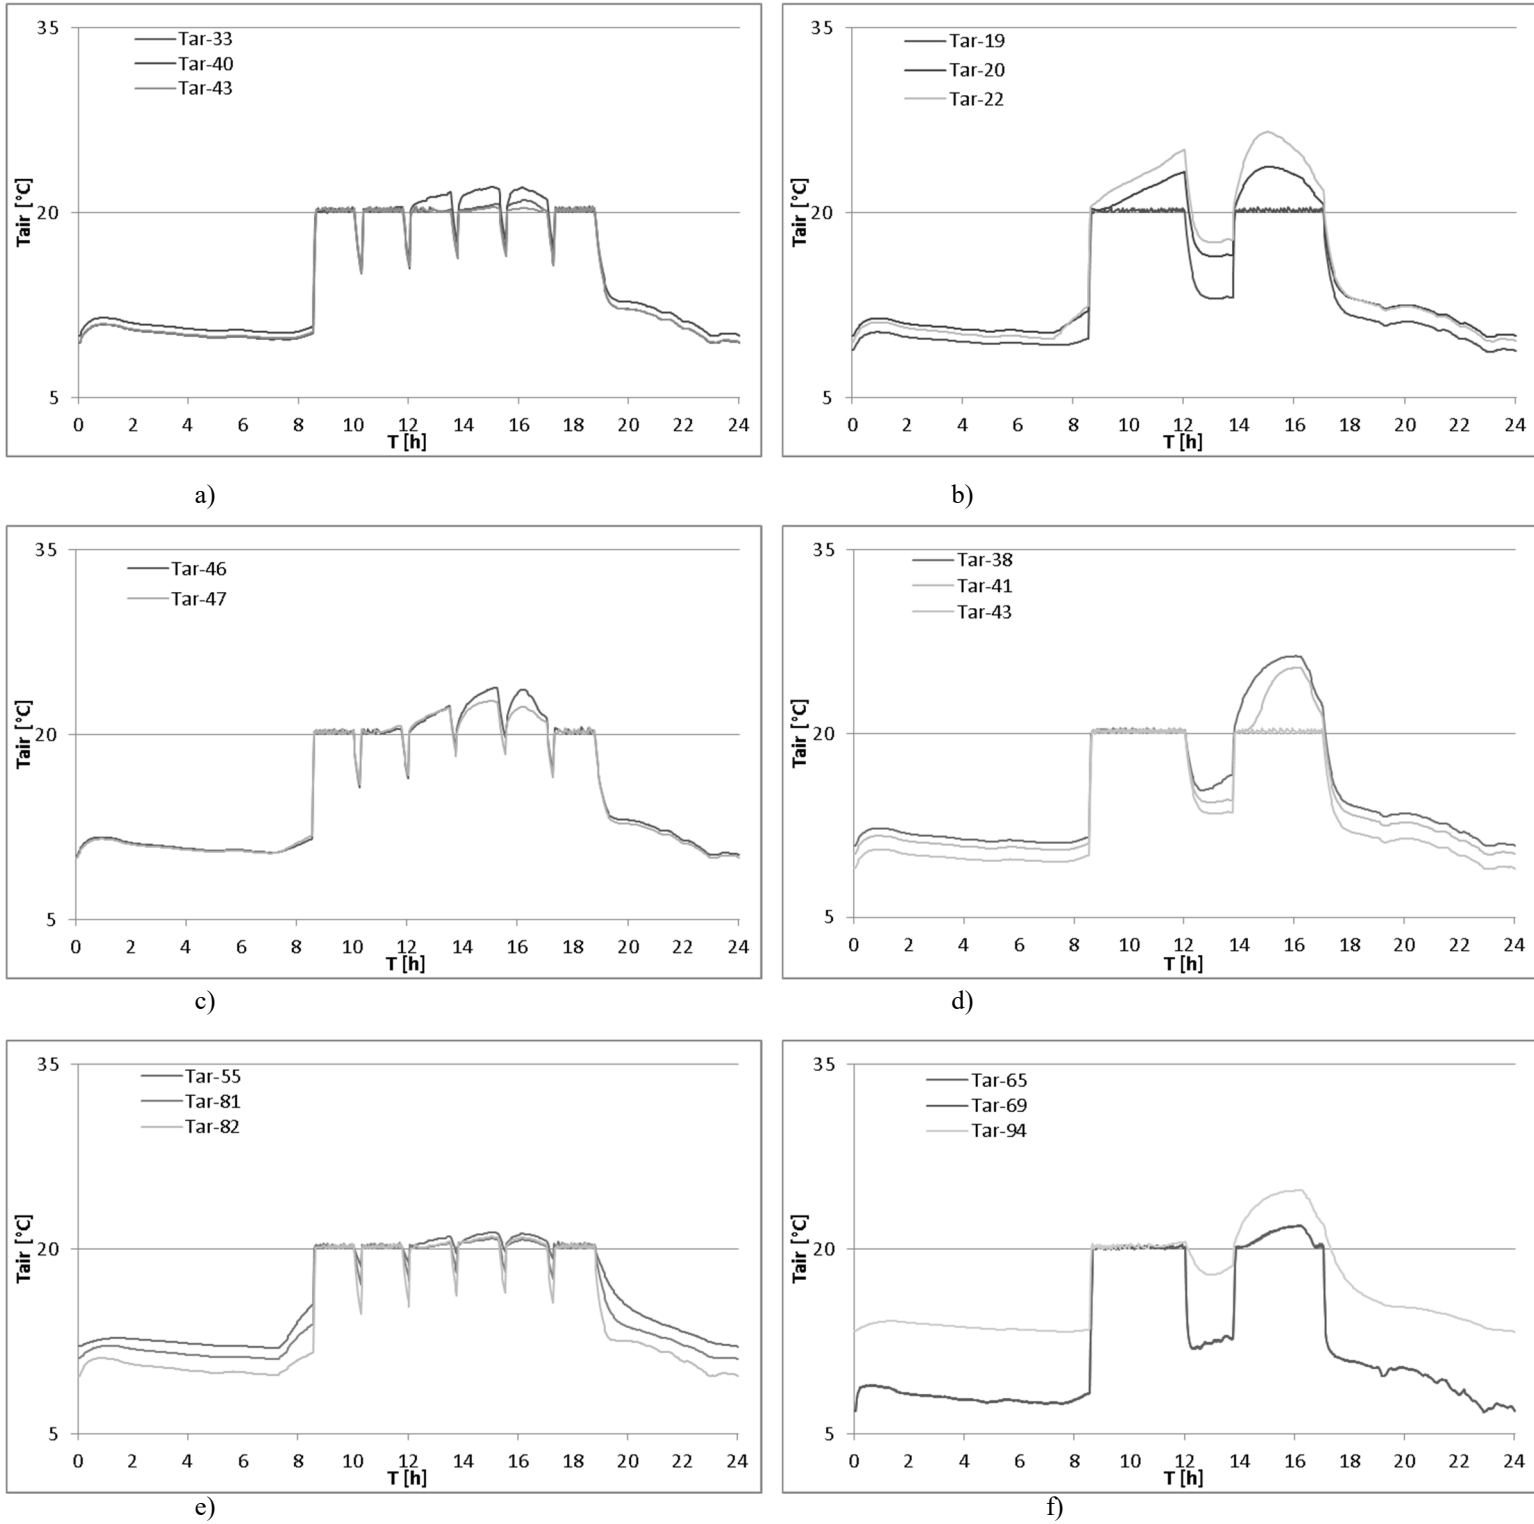 35
Tar-33
Tar-40
Tar-43
Tair [°C]
20
5
0 2 4 6 8 10 12 14 16 18 20 22 24
T [h]
a)
35
Tar-19
Tar-20
Tar-22
Tair [°C]
20
5
0 2 4 6 8 10 12 14 16 18 20 22 24
T [h]
b)
35
Tar-46
Tar-47
Tair [°C]
20
5
0 2 4 6 8 10 12 14 16 18 20 22 24
T [h]
c)
35
Tar-38
Tar-41
Tar-43
Tair [°C]
20
5
0 2 4 6 8 10 12 14 16 18 20 22 24
T [h]
d)
35
Tar-55
Tar-81
Tar-82
Tair [°C]
20
5
0 2 4 6 8 10 12 14 16 18 20 22 24
T [h]
e)
35
Tar-65
Tar-69
Tar-94
Tair [°C]
20
5
0 2 4 6 8 10 12 14 16 18 20 22 24
T [h]
f)